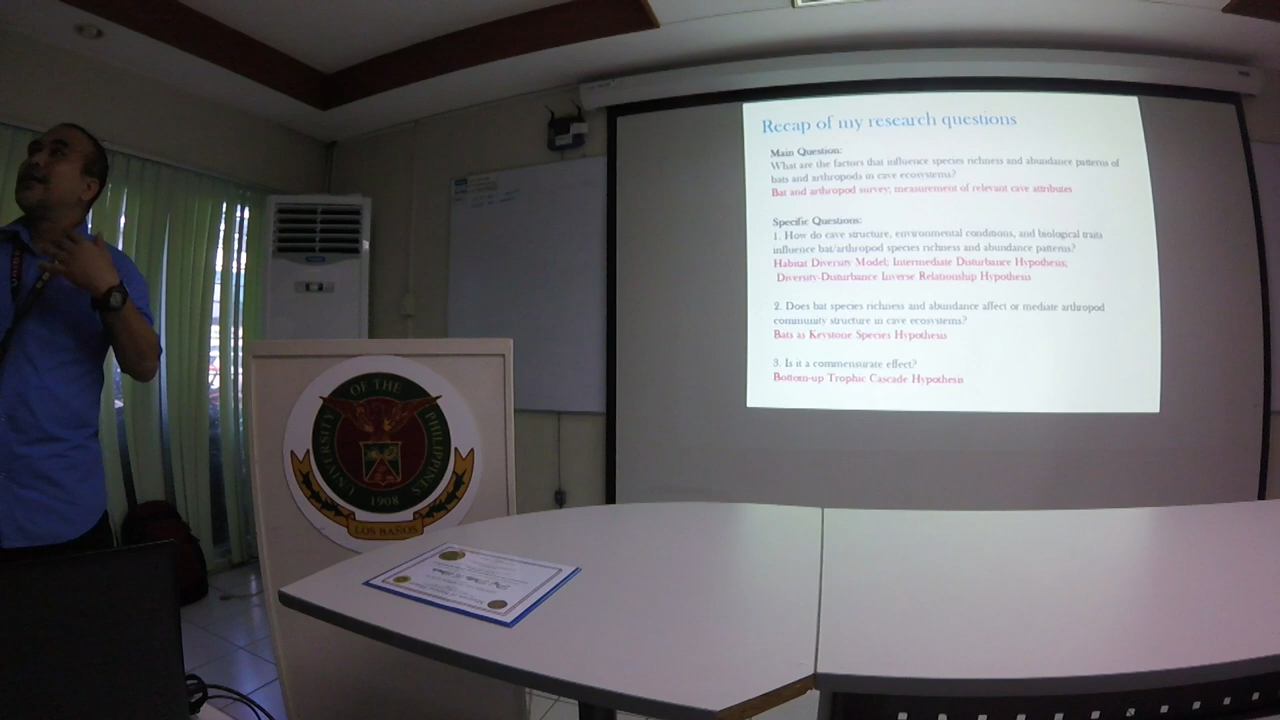 Recap of my research questions
Main Question:
What are the factors that influence species richness and abundance patterns of
bats and arthropods in cave ecosystems?
Bat and arthropod survey; measurement of relevant cave attributes
Specific Questions:
1. How do cave structure, environmental conditions, and biological traits
influence bat/arthropod species richness and abundance patterns?
Habitat Diversity Model; Intermediate Disturbance Hypothesis;
Diversity-Disturbance Inverse Relationship Hypothesis
2. Does bat species richness and abundance affect or mediate arthropod
community structure in cave ecosystems?
Bats as Keystone Species Hypothesis
3. Is it a commensurate effect?
Bottom-up Trophic Cascade Hypothesis
UNIVERSITY OF THE PHILIPPINES
1908
LOS BAÑOS